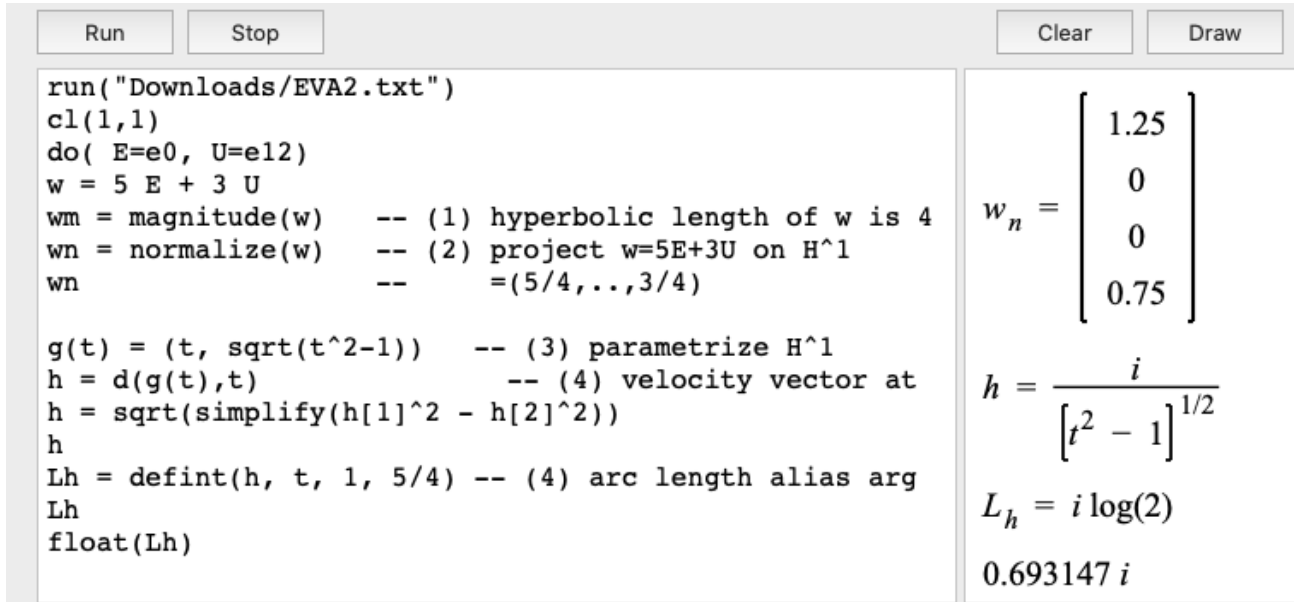 Run Stop Clear Draw
run("Downloads/EVA2.txt")
cl(1,1)
do( E=e0, U=e12)
w = 5 E + 3 U
wm = magnitude(w)    -- (1) hyperbolic length of w is 4
wn = normalize(w)    -- (2) project w=5E+3U on H^1
wn                   --     =(5/4,..,3/4)
g(t) = (t, sqrt(t^2-1))   -- (3) parametrize H^1
h = d(g(t),t)               -- (4) velocity vector at
h = sqrt(simplify(h[1]^2 - h[2]^2))
h
Lh = defint(h, t, 1, 5/4) -- (4) arc length alias arg
Lh
float(Lh)
w_n = [1.25
0
0
0.75]
h = i / [t^2 − 1]^1/2
L_h = i log(2)
0.693147 i